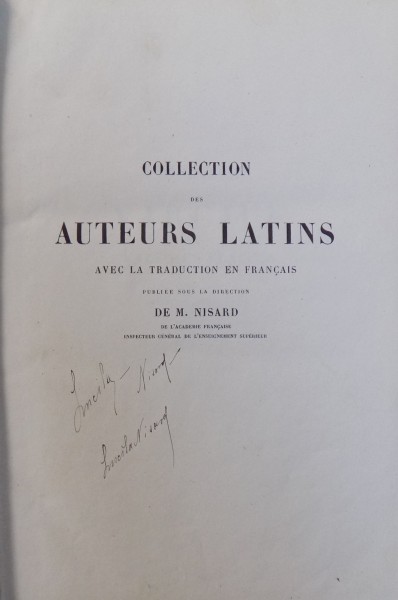 COLLECTION
DES
AUTEURS LATINS
AVEC LA TRADUCTION EN FRANÇAIS
PUBLIÉE SOUS LA DIRECTION
DE M. NISARD
DE L'ACADÉMIE FRANÇAISE
INSPECTEUR GÉNÉRAL DE L'ENSEIGNEMENT SUPÉRIEUR
Nisard